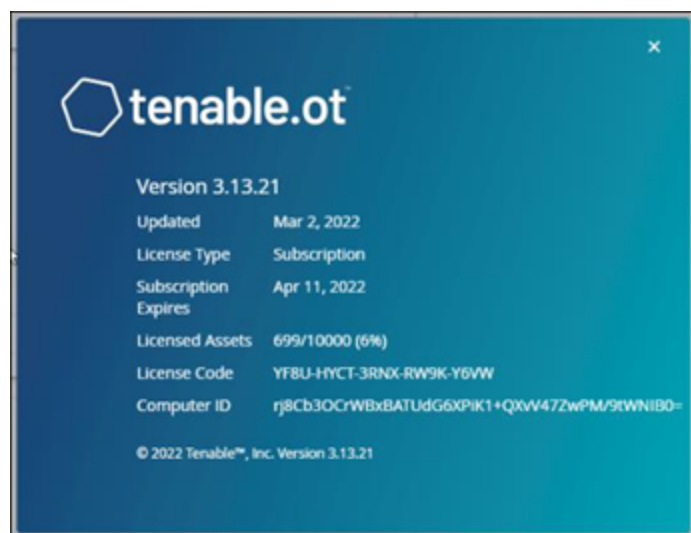 tenable.ot
Version 3.13.21
Updated Mar 2, 2022
License Type Subscription
Subscription Expires Apr 11, 2022
Licensed Assets 699/10000 (6%)
License Code YF8U-HYCT-3RNX-RW9K-Y6VW
Computer ID rj8Cb3OCrWBxBATUdG6XPiK1+QXvV47ZwPM/9tWNIB0=
© 2022 Tenable™, Inc. Version 3.13.21